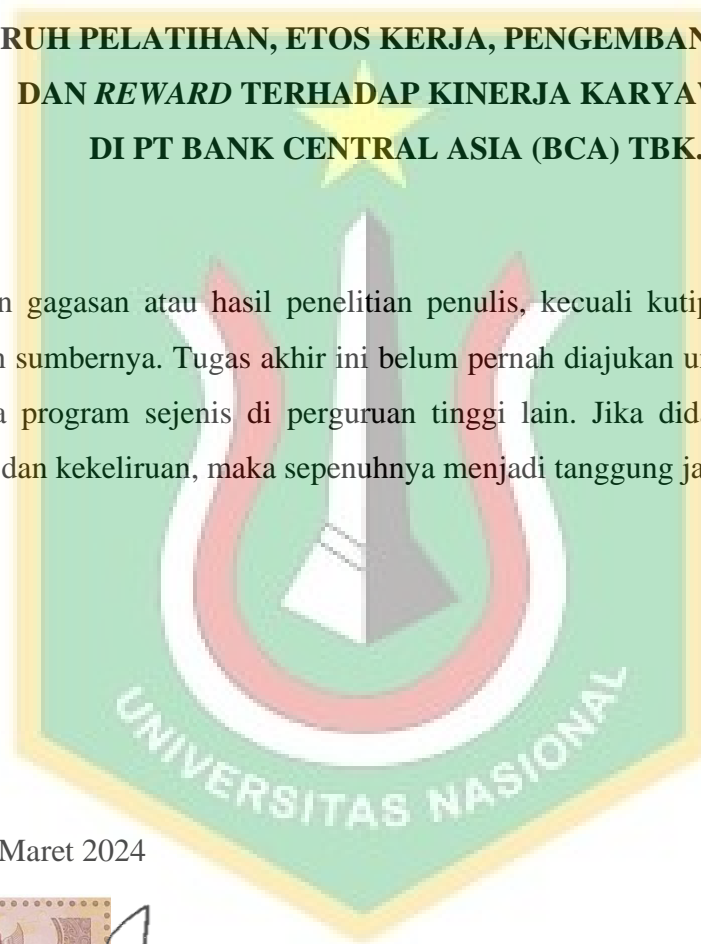 RUH PELATIHAN, ETOS KERJA, PENGEMBAN
DAN REWARD TERHADAP KINERJA KARYA
DI PT BANK CENTRAL ASIA (BCA) TBK.
n gagasan atau hasil penelitian penulis, kecuali kutip
sumbernya. Tugas akhir ini belum pernah diajukan u
program sejenis di perguruan tinggi lain. Jika dida
dan kekeliruan, maka sepenuhnya menjadi tanggung ja
UNIVERSITAS NASIONAL
Maret 2024